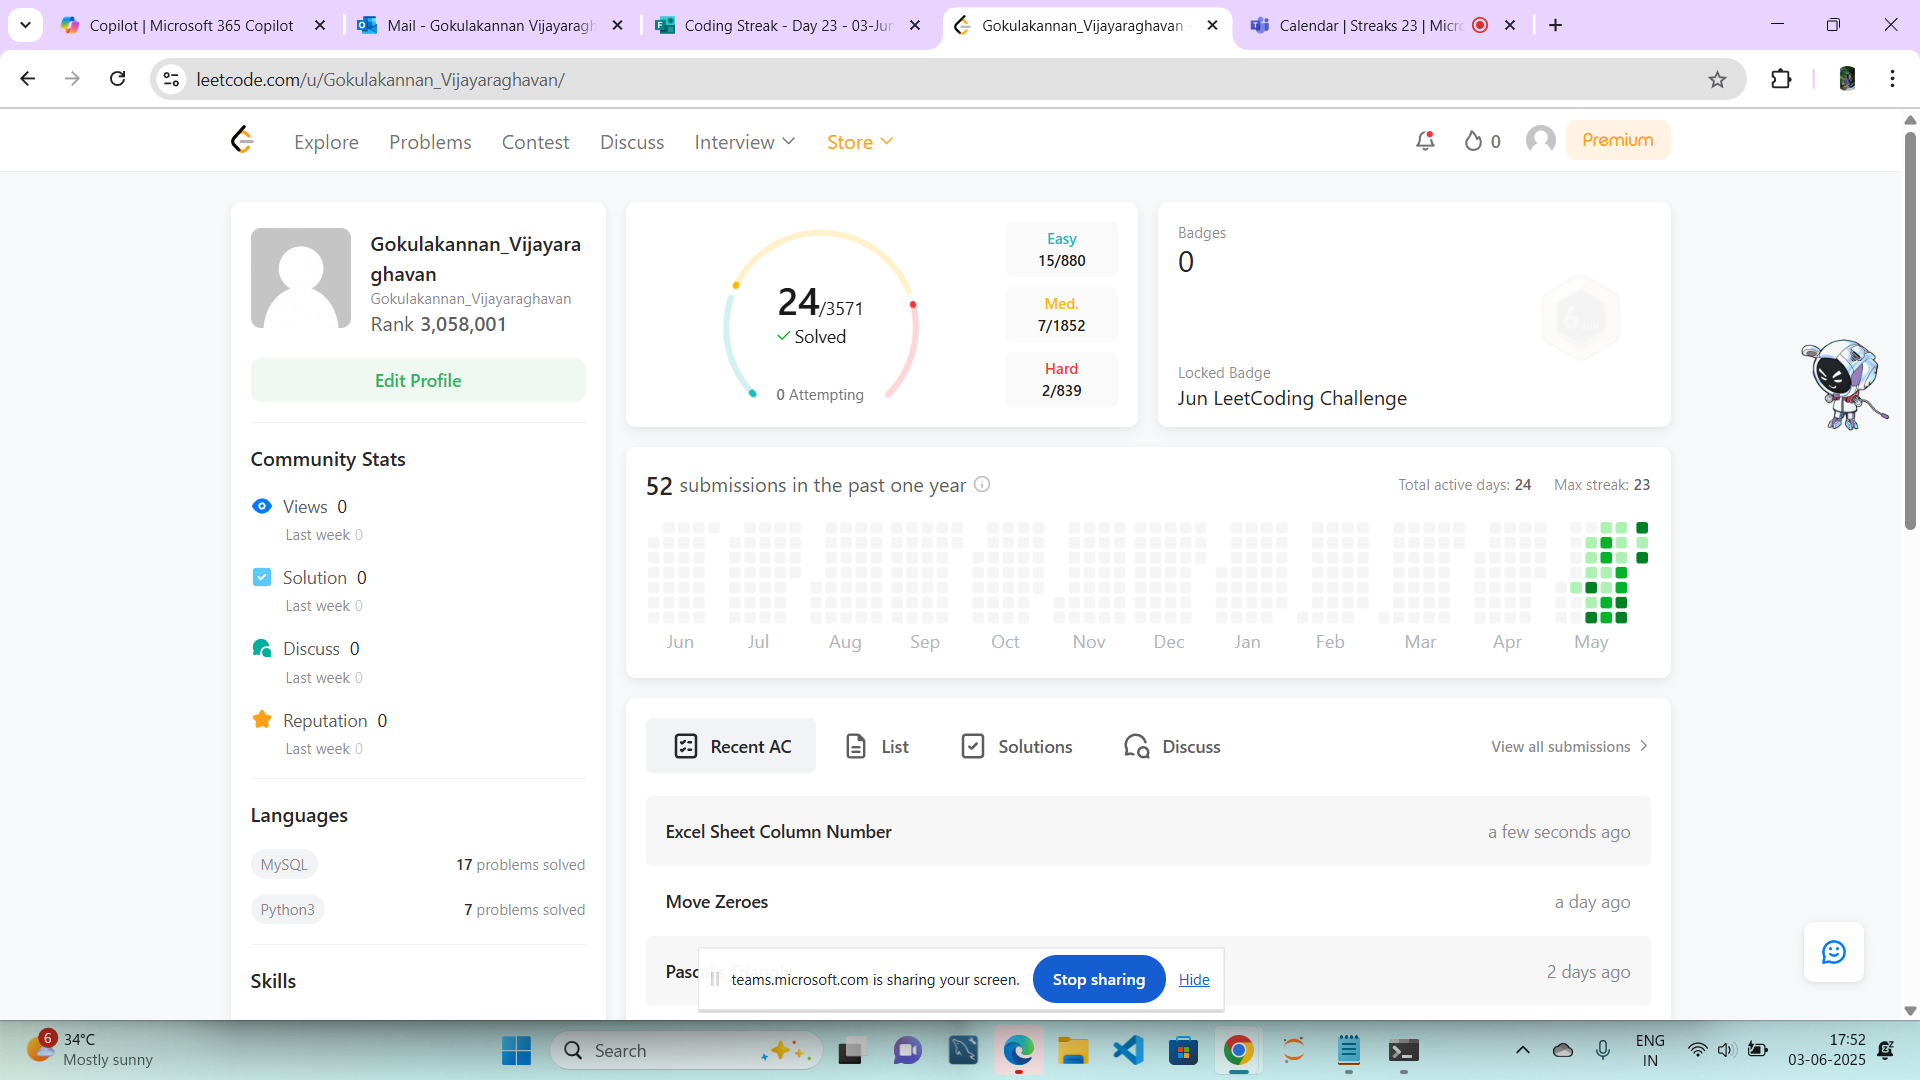 Copilot | Microsoft 365 Copilot
Mail - Gokulakannan Vijayaragh
Coding Streak - Day 23 - 03-Jun
Gokulakannan_Vijayaraghavan -
Calendar | Streaks 23 | Micro
leetcode.com/u/Gokulakannan_Vijayaraghavan/
Explore Problems Contest Discuss Interview Store
0
Premium
Gokulakannan_Vijayara
ghavan
Gokulakannan_Vijayaraghavan
Rank 3,058,001
Edit Profile
Community Stats
Views 0
Last week 0
Solution 0
Last week 0
Discuss 0
Last week 0
Reputation 0
Last week 0
Languages
MySQL 17 problems solved
Python3 7 problems solved
Skills
24/3571
Solved
0 Attempting
Easy
15/880
Med.
7/1852
Hard
2/839
Badges
0
Locked Badge
Jun LeetCoding Challenge
52 submissions in the past one year
Total active days: 24 Max streak: 23
Jun Jul Aug Sep Oct Nov Dec Jan Feb Mar Apr May
Recent AC List Solutions Discuss View all submissions
Excel Sheet Column Number a few seconds ago
Move Zeroes a day ago
2 days ago
teams.microsoft.com is sharing your screen. Stop sharing Hide
6
34°C
Mostly sunny
Search
ENG
IN
17:52
03-06-2025